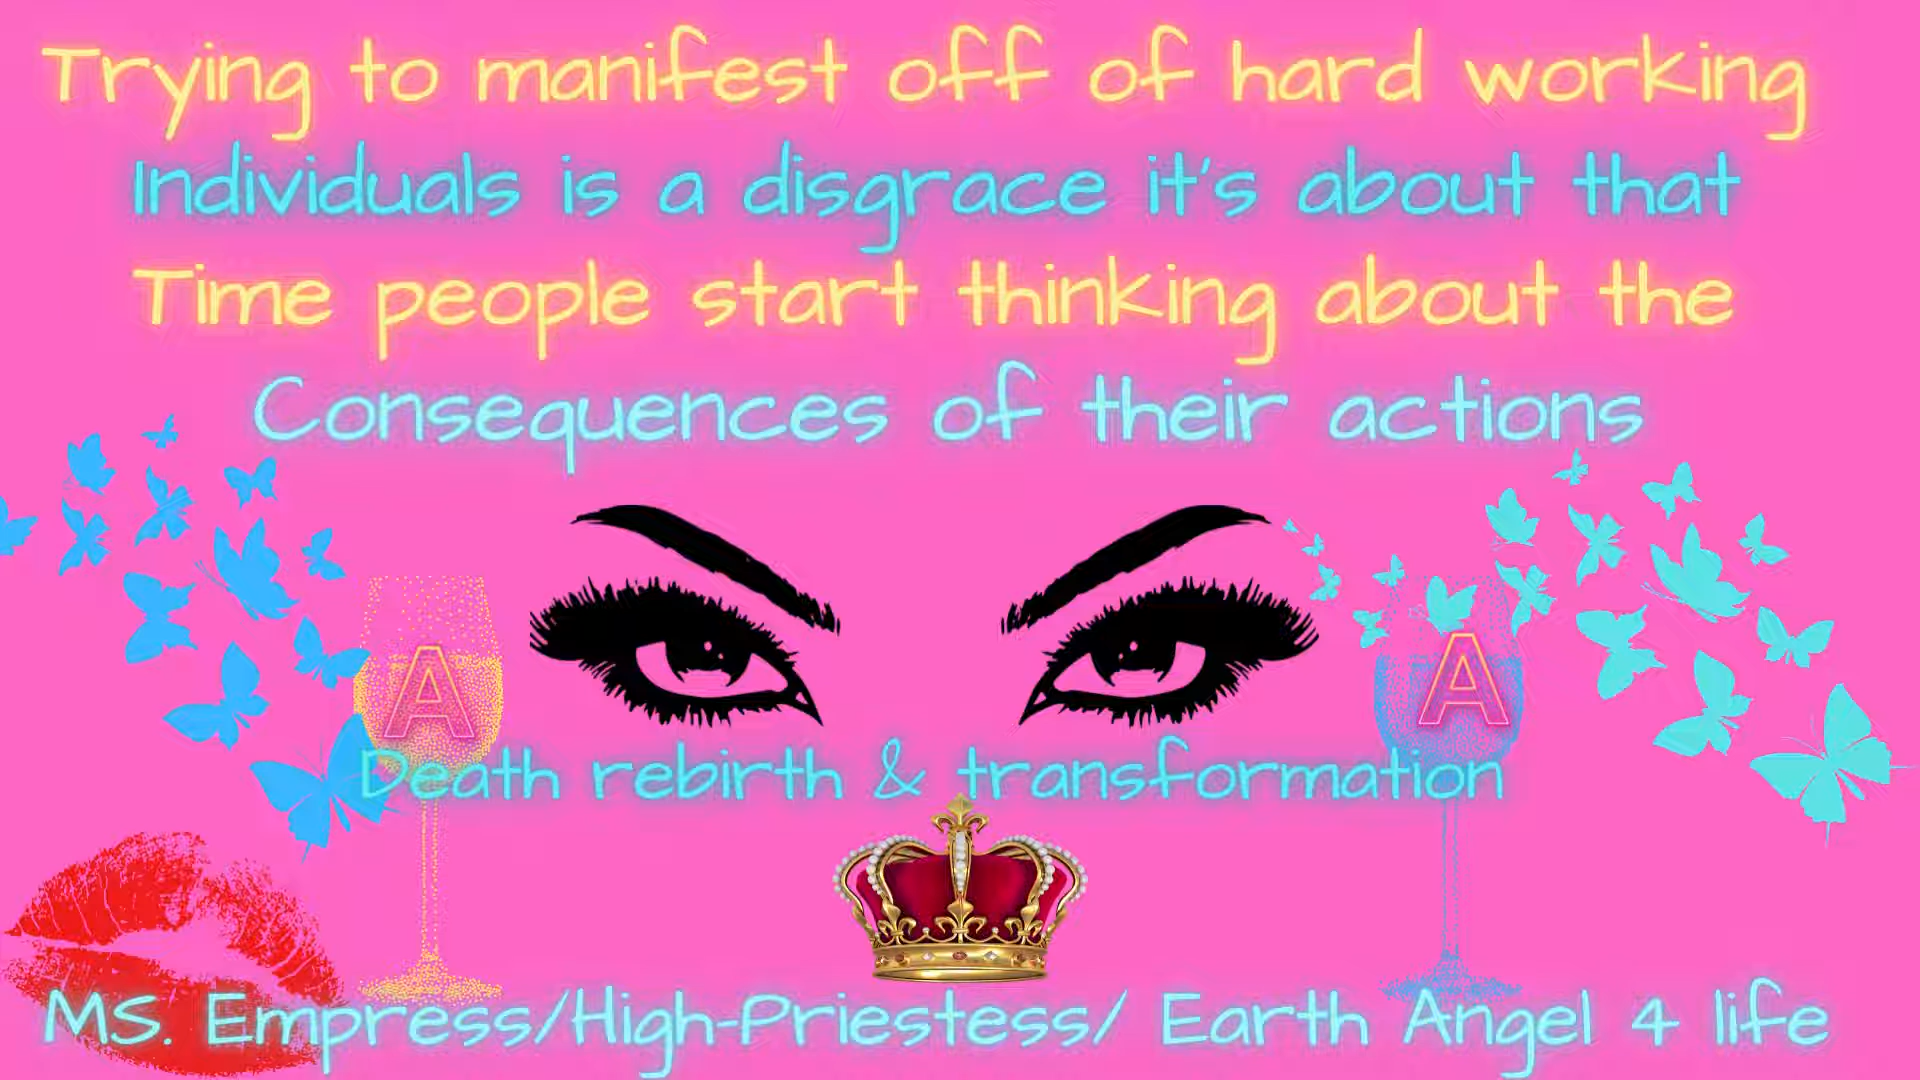 Trying to manifest off of hard working
Individuals is a disgrace it's about that
Time people start thinking about the
Consequences of their actions
A A
Death rebirth & transformation
MS. Empress/High-Priestess/ Earth Angel 4 life